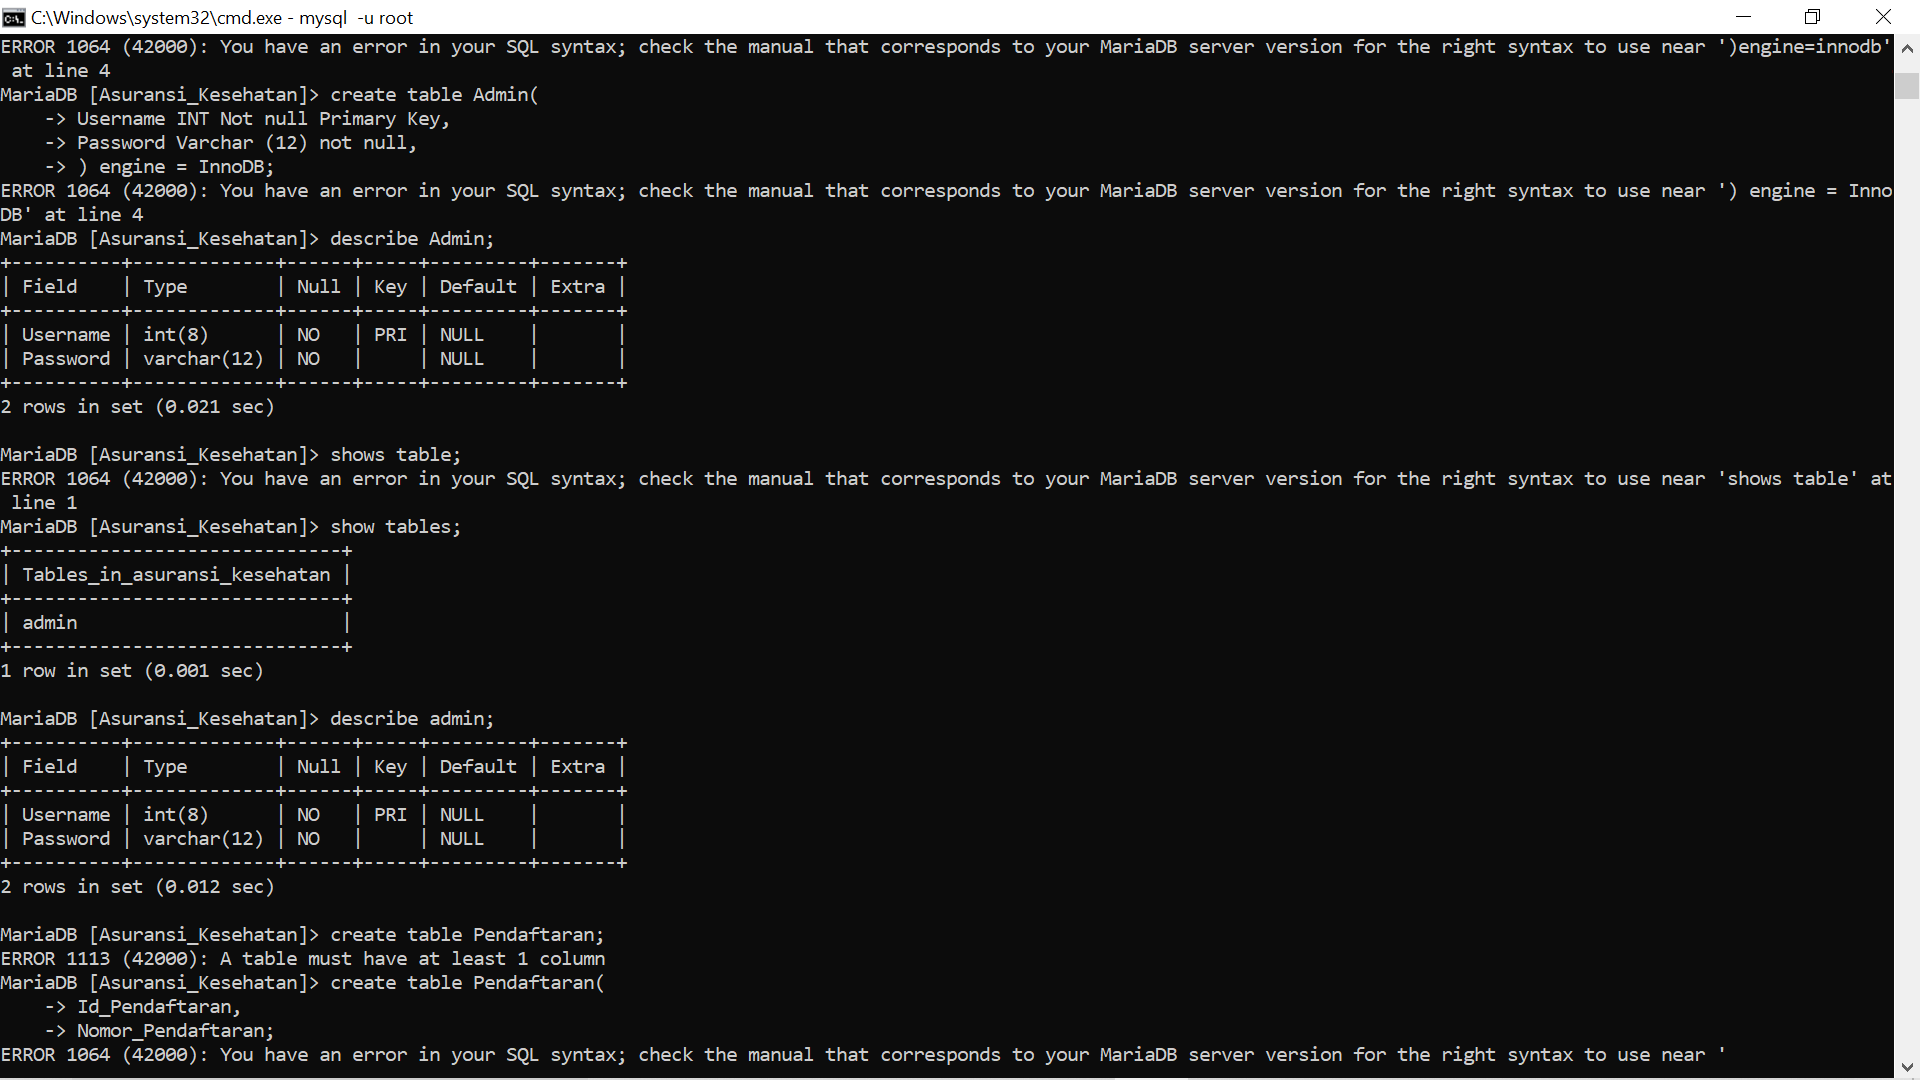 C:\Windows\system32\cmd.exe - mysql  -u root
ERROR 1064 (42000): You have an error in your SQL syntax; check the manual that corresponds to your MariaDB server version for the right syntax to use near ')engine=innodb'
 at line 4
MariaDB [Asuransi_Kesehatan]> create table Admin(
    -> Username INT Not null Primary Key,
    -> Password Varchar (12) not null,
    -> ) engine = InnoDB;
ERROR 1064 (42000): You have an error in your SQL syntax; check the manual that corresponds to your MariaDB server version for the right syntax to use near ') engine = Inno
DB' at line 4
MariaDB [Asuransi_Kesehatan]> describe Admin;
+----------+-------------+------+-----+---------+-------+
| Field    | Type        | Null | Key | Default | Extra |
+----------+-------------+------+-----+---------+-------+
| Username | int(8)      | NO   | PRI | NULL    |       |
| Password | varchar(12) | NO   |     | NULL    |       |
+----------+-------------+------+-----+---------+-------+
2 rows in set (0.021 sec)

MariaDB [Asuransi_Kesehatan]> shows table;
ERROR 1064 (42000): You have an error in your SQL syntax; check the manual that corresponds to your MariaDB server version for the right syntax to use near 'shows table' at
 line 1
MariaDB [Asuransi_Kesehatan]> show tables;
+------------------------------+
| Tables_in_asuransi_kesehatan |
+------------------------------+
| admin                        |
+------------------------------+
1 row in set (0.001 sec)

MariaDB [Asuransi_Kesehatan]> describe admin;
+----------+-------------+------+-----+---------+-------+
| Field    | Type        | Null | Key | Default | Extra |
+----------+-------------+------+-----+---------+-------+
| Username | int(8)      | NO   | PRI | NULL    |       |
| Password | varchar(12) | NO   |     | NULL    |       |
+----------+-------------+------+-----+---------+-------+
2 rows in set (0.012 sec)

MariaDB [Asuransi_Kesehatan]> create table Pendaftaran;
ERROR 1113 (42000): A table must have at least 1 column
MariaDB [Asuransi_Kesehatan]> create table Pendaftaran(
    -> Id_Pendaftaran,
    -> Nomor_Pendaftaran;
ERROR 1064 (42000): You have an error in your SQL syntax; check the manual that corresponds to your MariaDB server version for the right syntax to use near '